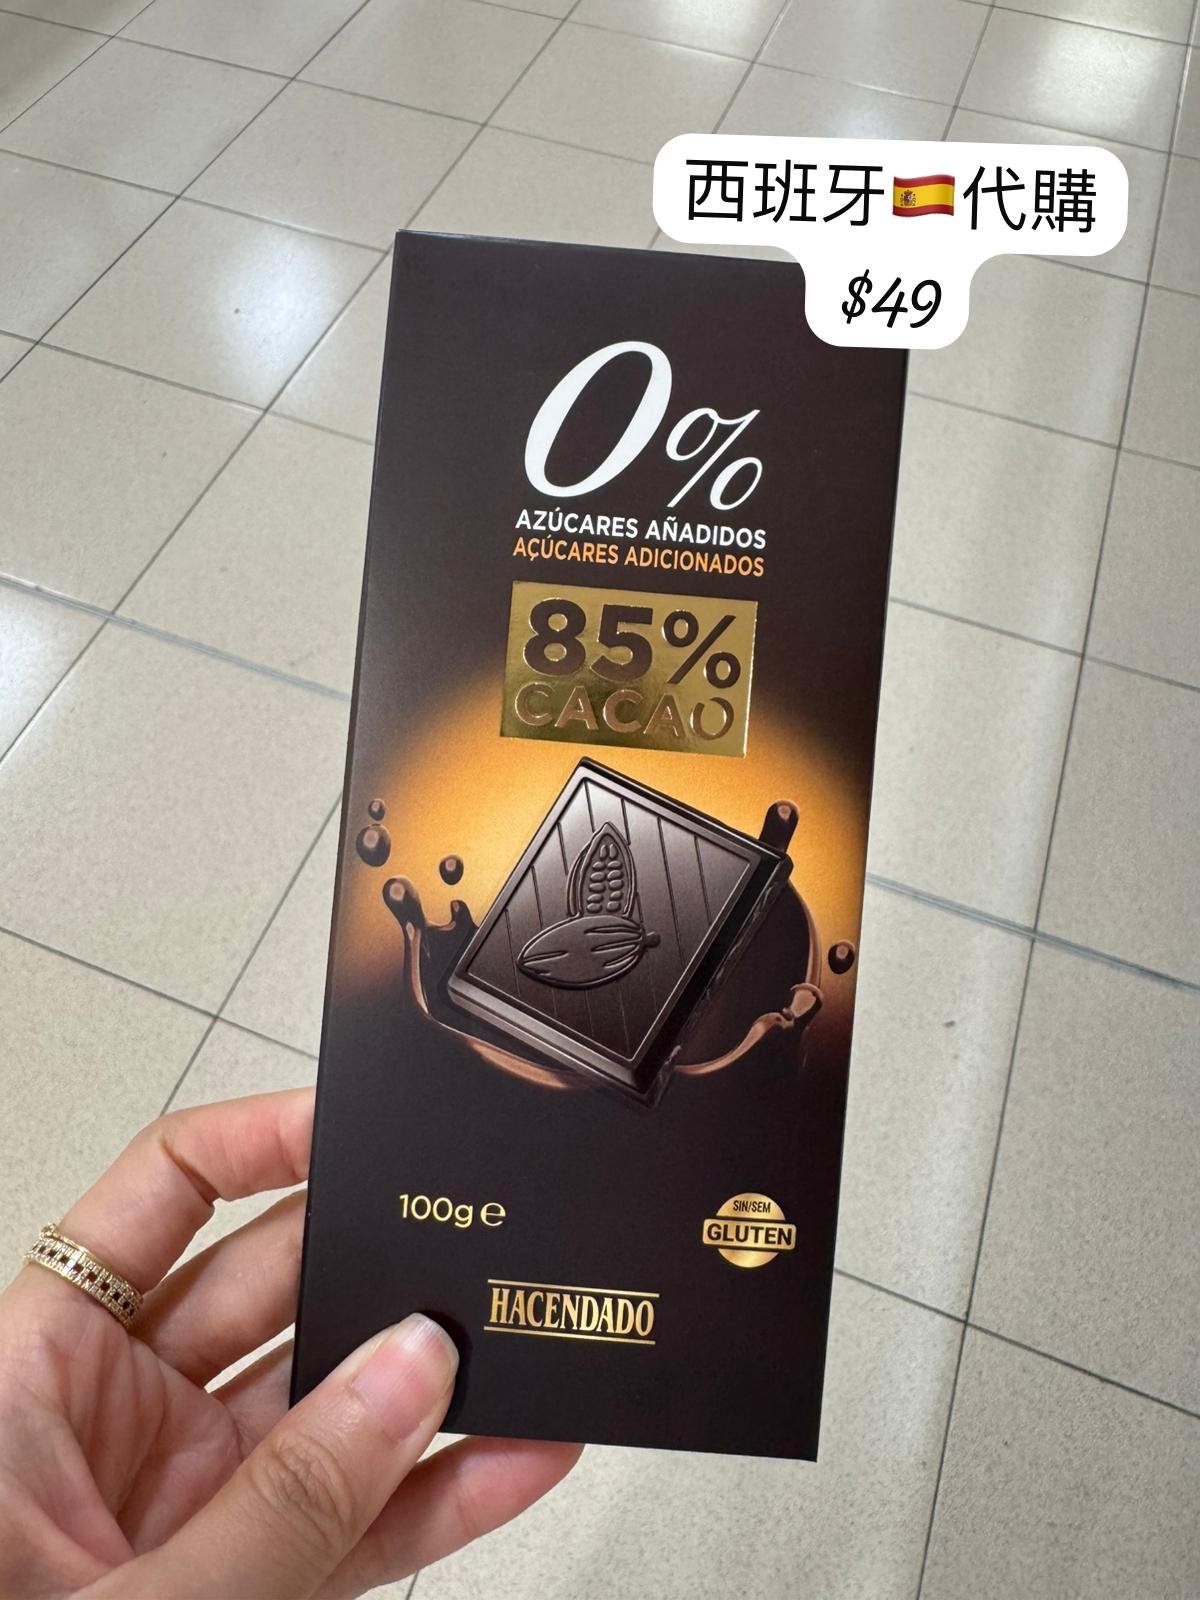 西班牙🇪🇸代購
$49
0%
AZÚCARES AÑADIDOS
AÇÚCARES ADICIONADOS
85%
CACAO
100g ℮
SIN/SEM
GLUTEN
HACENDADO